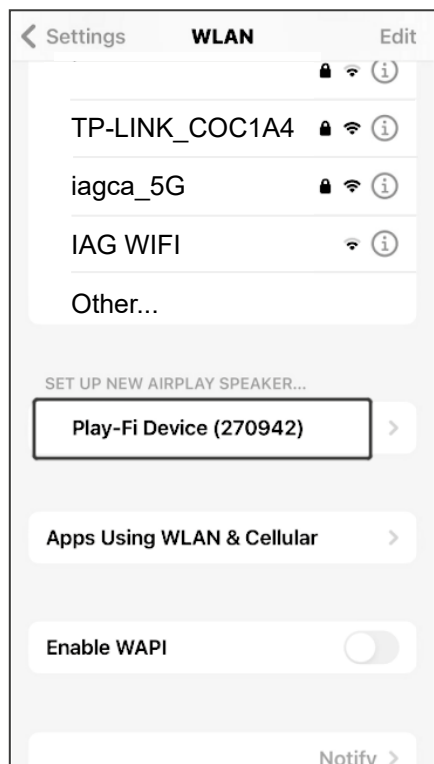 Settings WLAN Edit
TP-LINK_COC1A4
iagca_5G
IAG WIFI
Other...
SET UP NEW AIRPLAY SPEAKER...
Play-Fi Device (270942)
Apps Using WLAN & Cellular
Enable WAPI
Notify